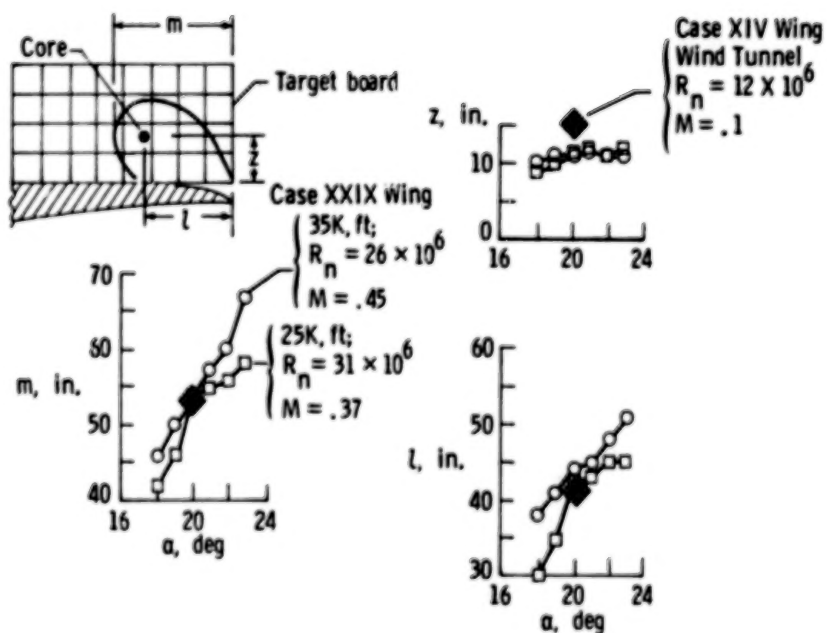 m
Core
Target board
z
l
Case XXIX Wing
35K, ft;
R_n = 26 × 10^6
M = .45
25K, ft;
R_n = 31 × 10^6
M = .37
70
60
50
40
m, in.
16 20 24
α, deg
Case XIV Wing
Wind Tunnel
R_n = 12 X 10^6
M = .1
z, in.
10
0
16 20 24
60
50
40
30
l, in.
16 20 24
α, deg